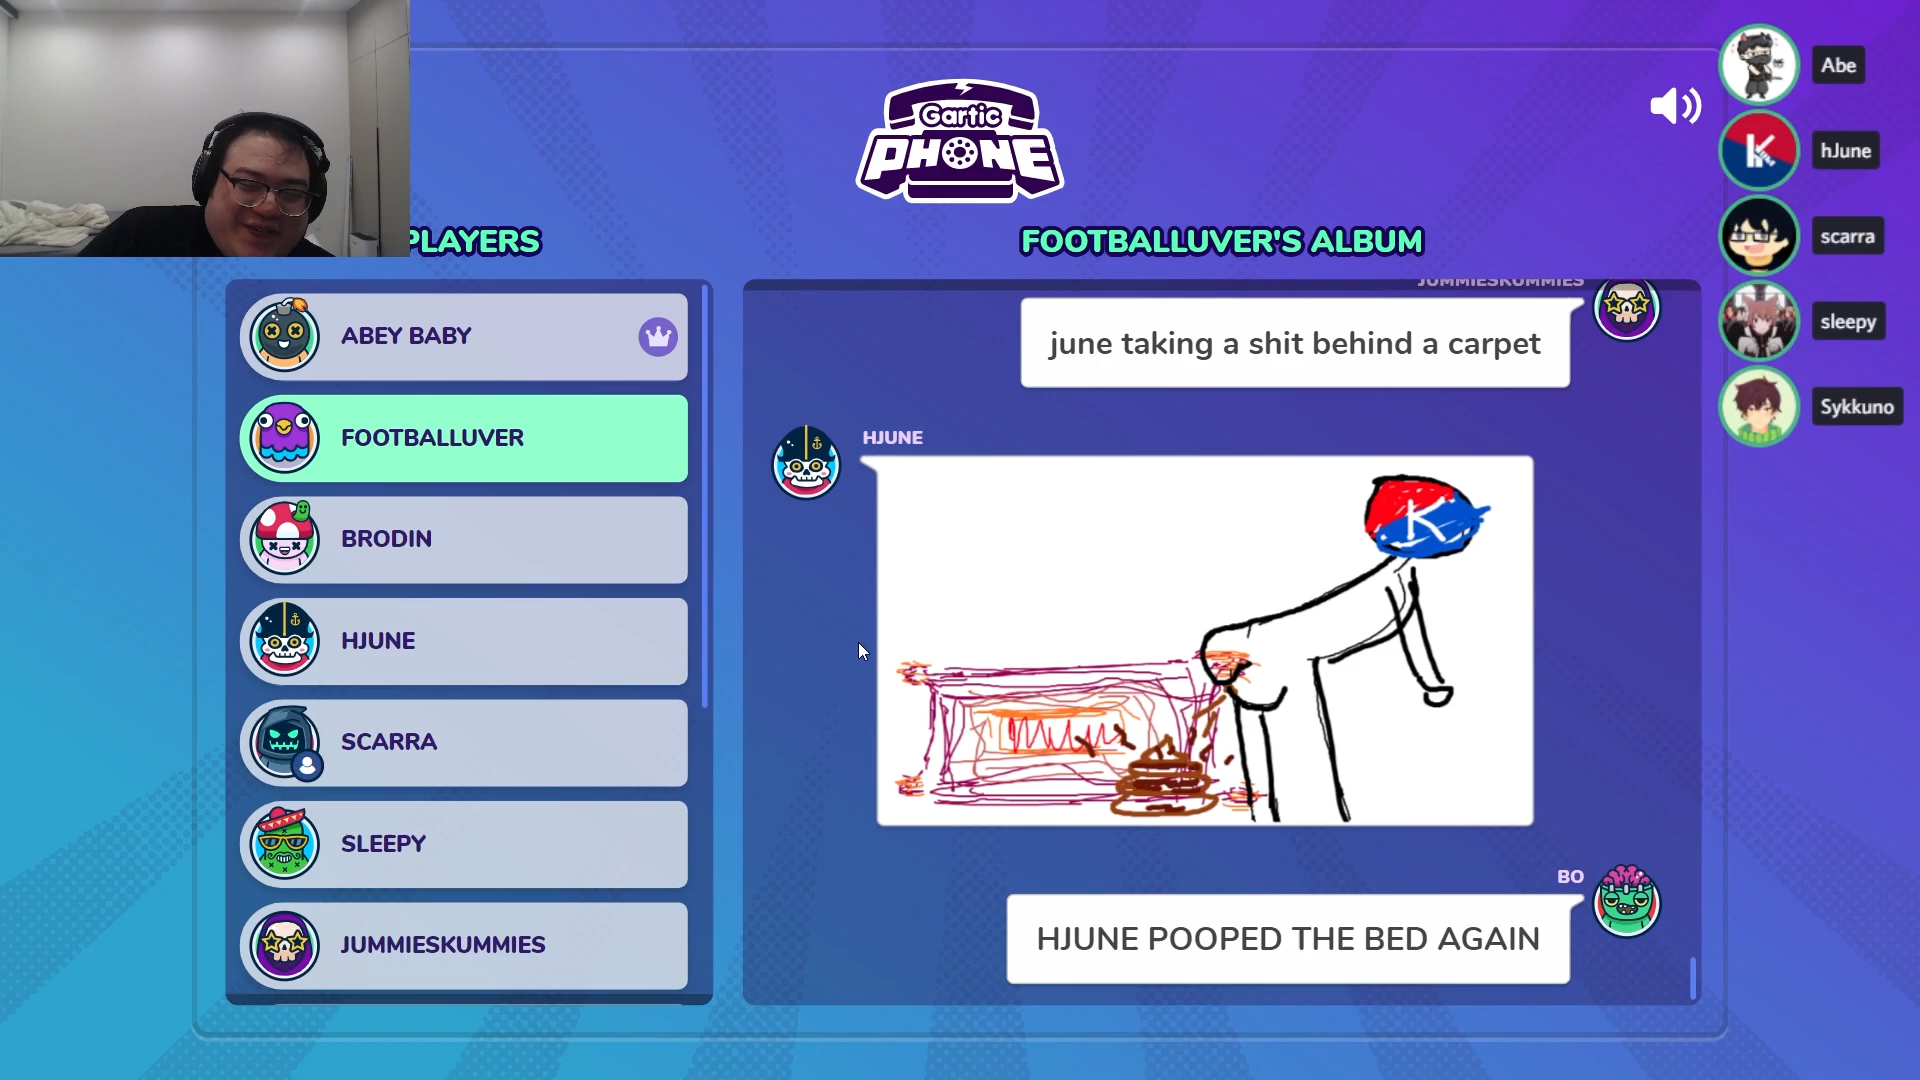 Gartic
PHONE
PLAYERS
FOOTBALLUVER'S ALBUM
ABEY BABY
FOOTBALLUVER
BRODIN
HJUNE
SCARRA
SLEEPY
JUMMIESKUMMIES
JUMMIESKUMMIES
june taking a shit behind a carpet
HJUNE
K
BO
HJUNE POOPED THE BED AGAIN
Abe
hJune
scarra
sleepy
Sykkuno